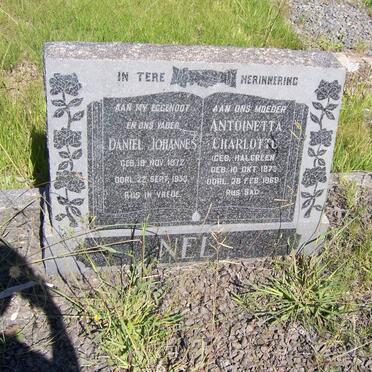 IN TERE HERINNERING
AAN MY EGGENOOT
EN ONS VADER
DANIEL JOHANNES
GEB. 18 NOV. 1872
OORL. 22 SEPT. 1953
RUS IN VREDE.
AAN ONS MOEDER
ANTOINETTA
CHARLOTTE
GEB. HALGREEN
GEB. 10 OKT. 1875
OORL. 28 FEB. 1969
RUS SAG.
NEL